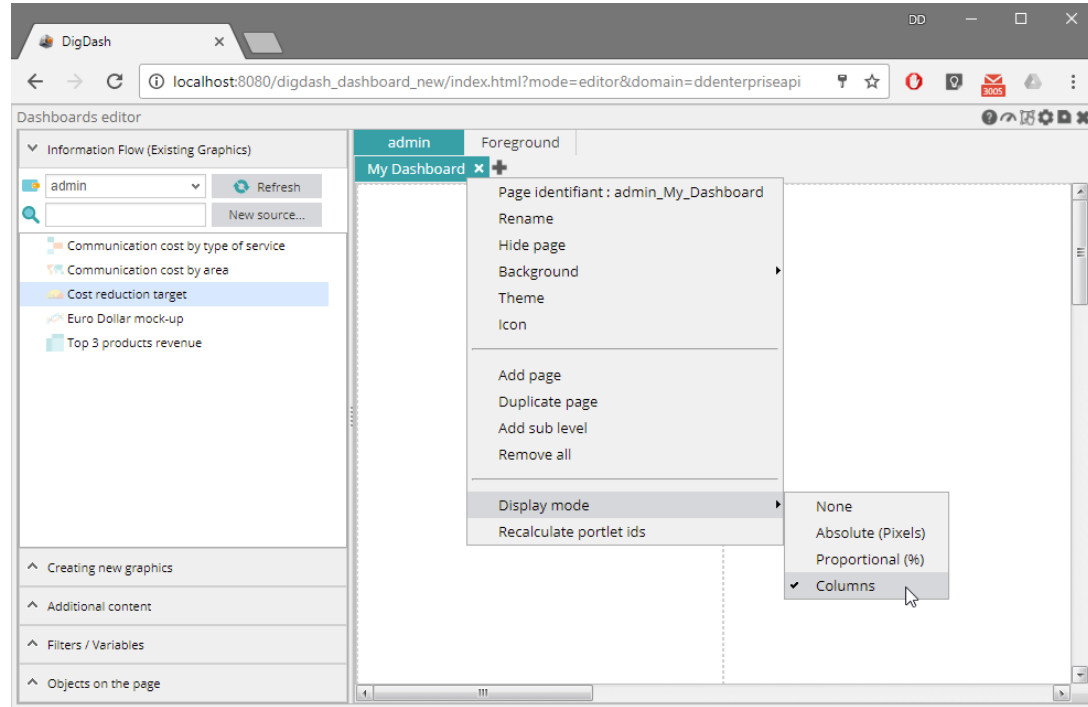 DD
DigDash
localhost:8080/digdash_dashboard_new/index.html?mode=editor&domain=ddenterpriseapi
3005
Dashboards editor
Information Flow (Existing Graphics)
admin
Refresh
New source...
Communication cost by type of service
Communication cost by area
Cost reduction target
Euro Dollar mock-up
Top 3 products revenue
Creating new graphics
Additional content
Filters / Variables
Objects on the page
admin
Foreground
My Dashboard
Page identifiant : admin_My_Dashboard
Rename
Hide page
Background
Theme
Icon
Add page
Duplicate page
Add sub level
Remove all
Display mode
Recalculate portlet ids
None
Absolute (Pixels)
Proportional (%)
Columns